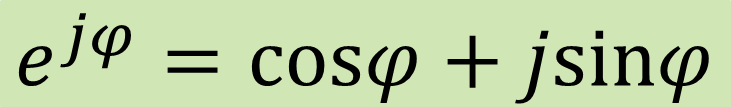 e^{jφ} = cosφ + jsinφ